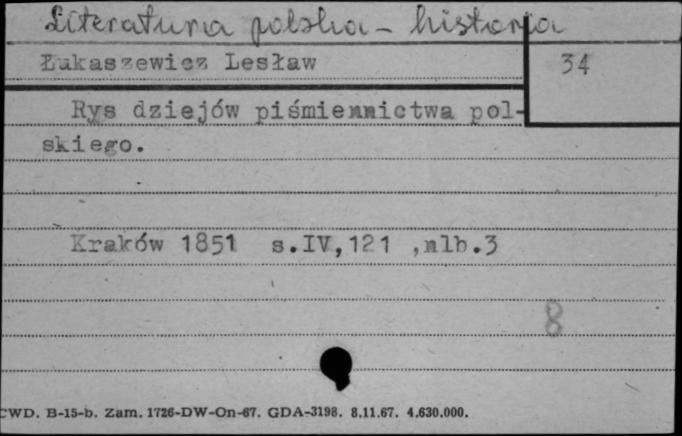 Literatura polska - historja
Łukaszewicz Lesław
34
Rys dziejów piśmiennictwa pol-
skiego.
Kraków 1851 s.IV,121 ,nlb.3
8
CWD. B-15-b. Zam. 1726-DW-On-67. GDA-3198. 8.11.67. 4.630.000.